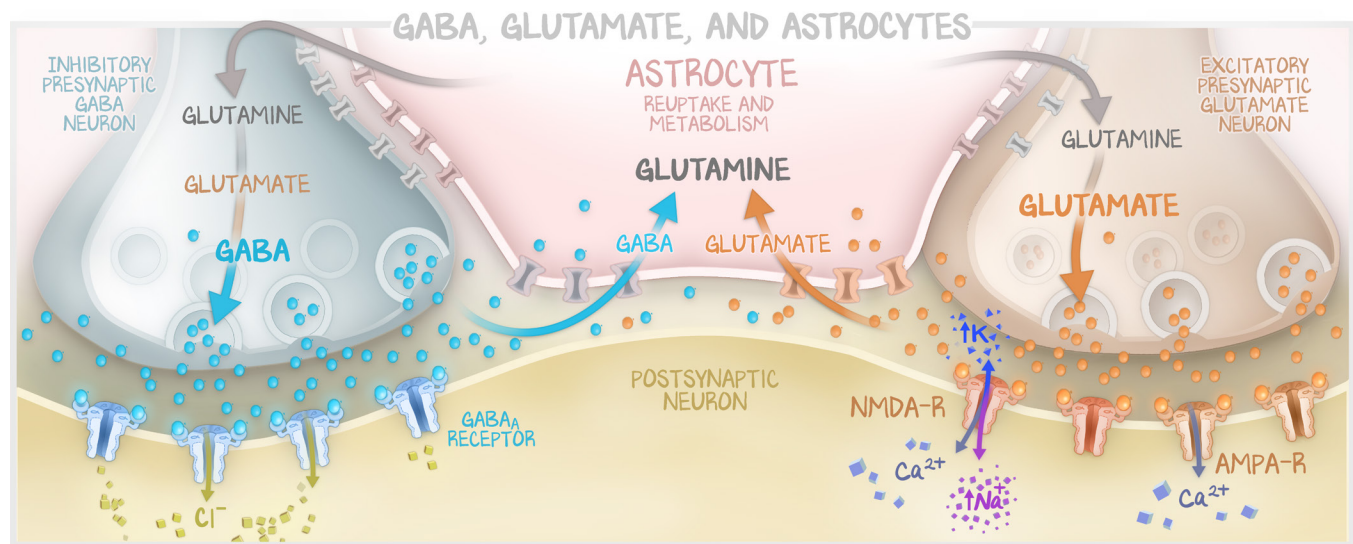 GABA, GLUTAMATE, AND ASTROCYTES
INHIBITORY
PRESYNAPTIC
GABA
NEURON
GLUTAMINE
GLUTAMATE
GABA
ASTROCYTE
REUPTAKE AND
METABOLISM
GLUTAMINE
GABA
GLUTAMATE
EXCITATORY
PRESYNAPTIC
GLUTAMATE
NEURON
GLUTAMINE
GLUTAMATE
POSTSYNAPTIC
NEURON
GABA_A
RECEPTOR
Cl⁻
NMDA-R
↑K
Ca²⁺
↑Na⁺
AMPA-R
Ca²⁺